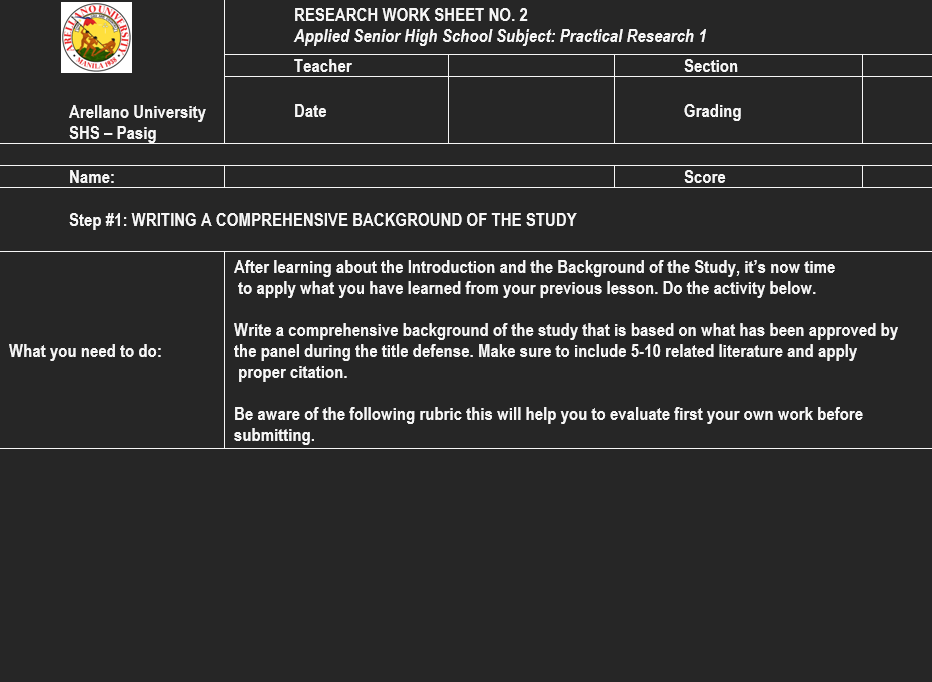 RESEARCH WORK SHEET NO. 2
Applied Senior High School Subject: Practical Research 1
ARELLANO UNIVERSITY
MANILA 1938
Teacher
Section
Arellano University
SHS – Pasig
Date
Grading
Name:
Score
Step #1: WRITING A COMPREHENSIVE BACKGROUND OF THE STUDY
What you need to do:
After learning about the Introduction and the Background of the Study, it’s now time
to apply what you have learned from your previous lesson. Do the activity below.
Write a comprehensive background of the study that is based on what has been approved by
the panel during the title defense. Make sure to include 5-10 related literature and apply
proper citation.
Be aware of the following rubric this will help you to evaluate first your own work before
submitting.